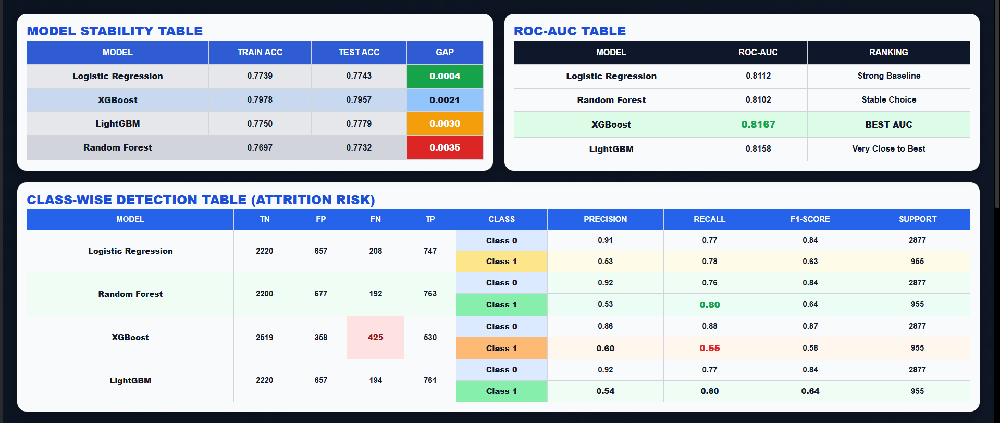 MODEL STABILITY TABLE
MODEL TRAIN ACC TEST ACC GAP
Logistic Regression 0.7739 0.7743 0.0004
XGBoost 0.7978 0.7957 0.0021
LightGBM 0.7750 0.7779 0.0030
Random Forest 0.7697 0.7732 0.0035
ROC-AUC TABLE
MODEL ROC-AUC RANKING
Logistic Regression 0.8112 Strong Baseline
Random Forest 0.8102 Stable Choice
XGBoost 0.8167 BEST AUC
LightGBM 0.8158 Very Close to Best
CLASS-WISE DETECTION TABLE (ATTRITION RISK)
MODEL TN FP FN TP CLASS PRECISION RECALL F1-SCORE SUPPORT
Logistic Regression 2220 657 208 747 Class 0 0.91 0.77 0.84 2877
Class 1 0.53 0.78 0.63 955
Random Forest 2200 677 192 763 Class 0 0.92 0.76 0.84 2877
Class 1 0.53 0.80 0.64 955
XGBoost 2519 358 425 530 Class 0 0.86 0.88 0.87 2877
Class 1 0.60 0.55 0.58 955
LightGBM 2220 657 194 761 Class 0 0.92 0.77 0.84 2877
Class 1 0.54 0.80 0.64 955